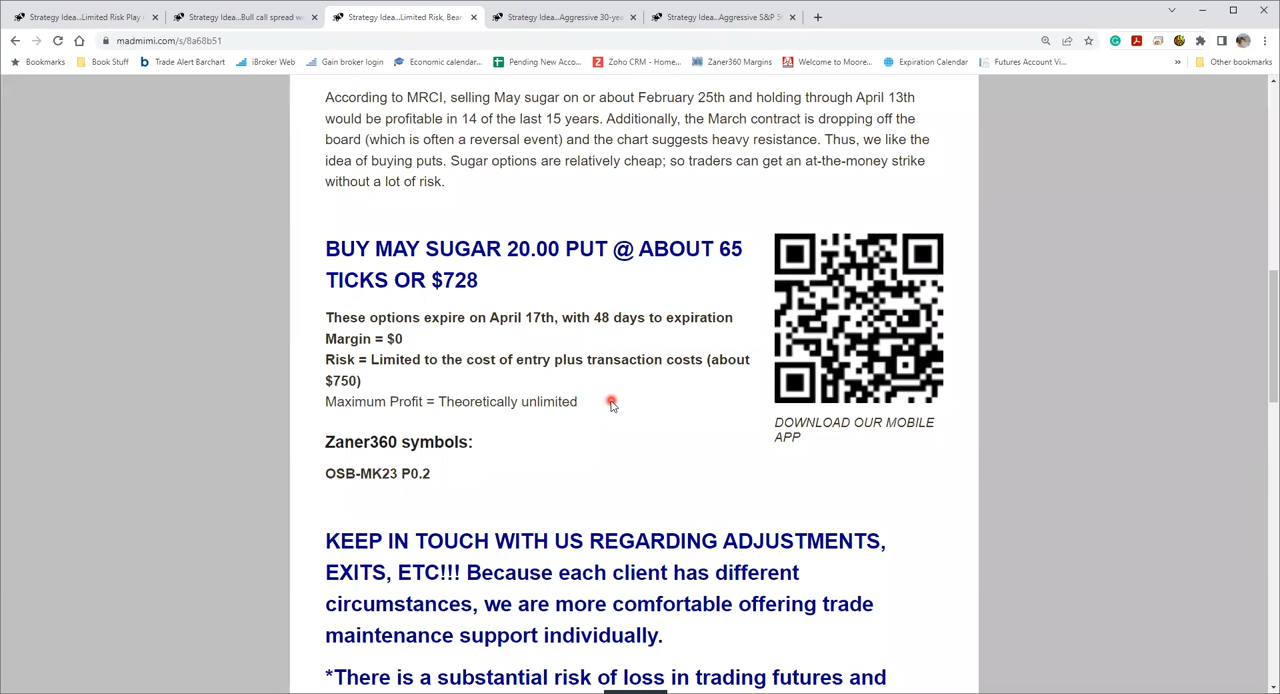 Strategy Idea...Limited Risk Play
Strategy Idea...Bull call spread w
Strategy Idea...Limited Risk, Bear
Strategy Idea...Aggressive 30-yea
Strategy Idea...Aggressive S&P 5
madmimi.com/s/8a68b51
Bookmarks
Book Stuff
Trade Alert Barchart
iBroker Web
Gain broker login
Economic calendar...
Pending New Acco...
Zoho CRM - Home...
Zaner360 Margins
Welcome to Moore...
Expiration Calendar
Futures Account Vi...
»
Other bookmarks
According to MRCI, selling May sugar on or about February 25th and holding through April 13th
would be profitable in 14 of the last 15 years. Additionally, the March contract is dropping off the
board (which is often a reversal event) and the chart suggests heavy resistance. Thus, we like the
idea of buying puts. Sugar options are relatively cheap; so traders can get an at-the-money strike
without a lot of risk.
BUY MAY SUGAR 20.00 PUT @ ABOUT 65
TICKS OR $728
These options expire on April 17th, with 48 days to expiration
Margin = $0
Risk = Limited to the cost of entry plus transaction costs (about
$750)
Maximum Profit = Theoretically unlimited
DOWNLOAD OUR MOBILE
APP
Zaner360 symbols:
OSB-MK23 P0.2
KEEP IN TOUCH WITH US REGARDING ADJUSTMENTS,
EXITS, ETC!!! Because each client has different
circumstances, we are more comfortable offering trade
maintenance support individually.
*There is a substantial risk of loss in trading futures and